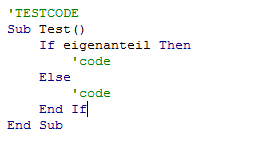 'TESTCODE
Sub Test()
    If eigenanteil Then
        'code
    Else
        'code
    End If
End Sub